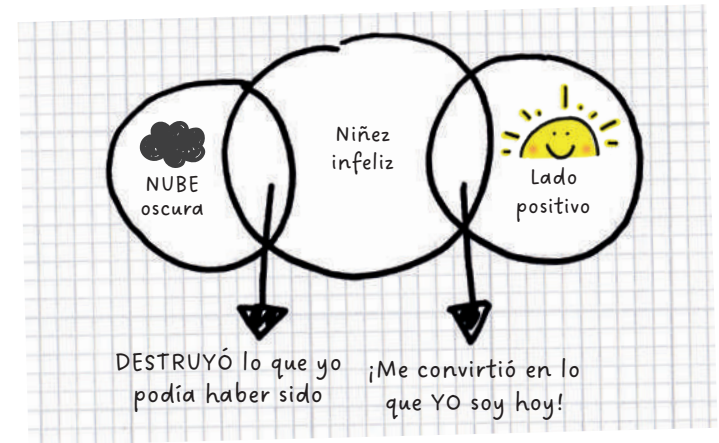 NUBE
oscura
Niñez
infeliz
Lado
positivo
DESTRUYÓ lo que yo
podía haber sido
¡Me convirtió en lo
que YO soy hoy!